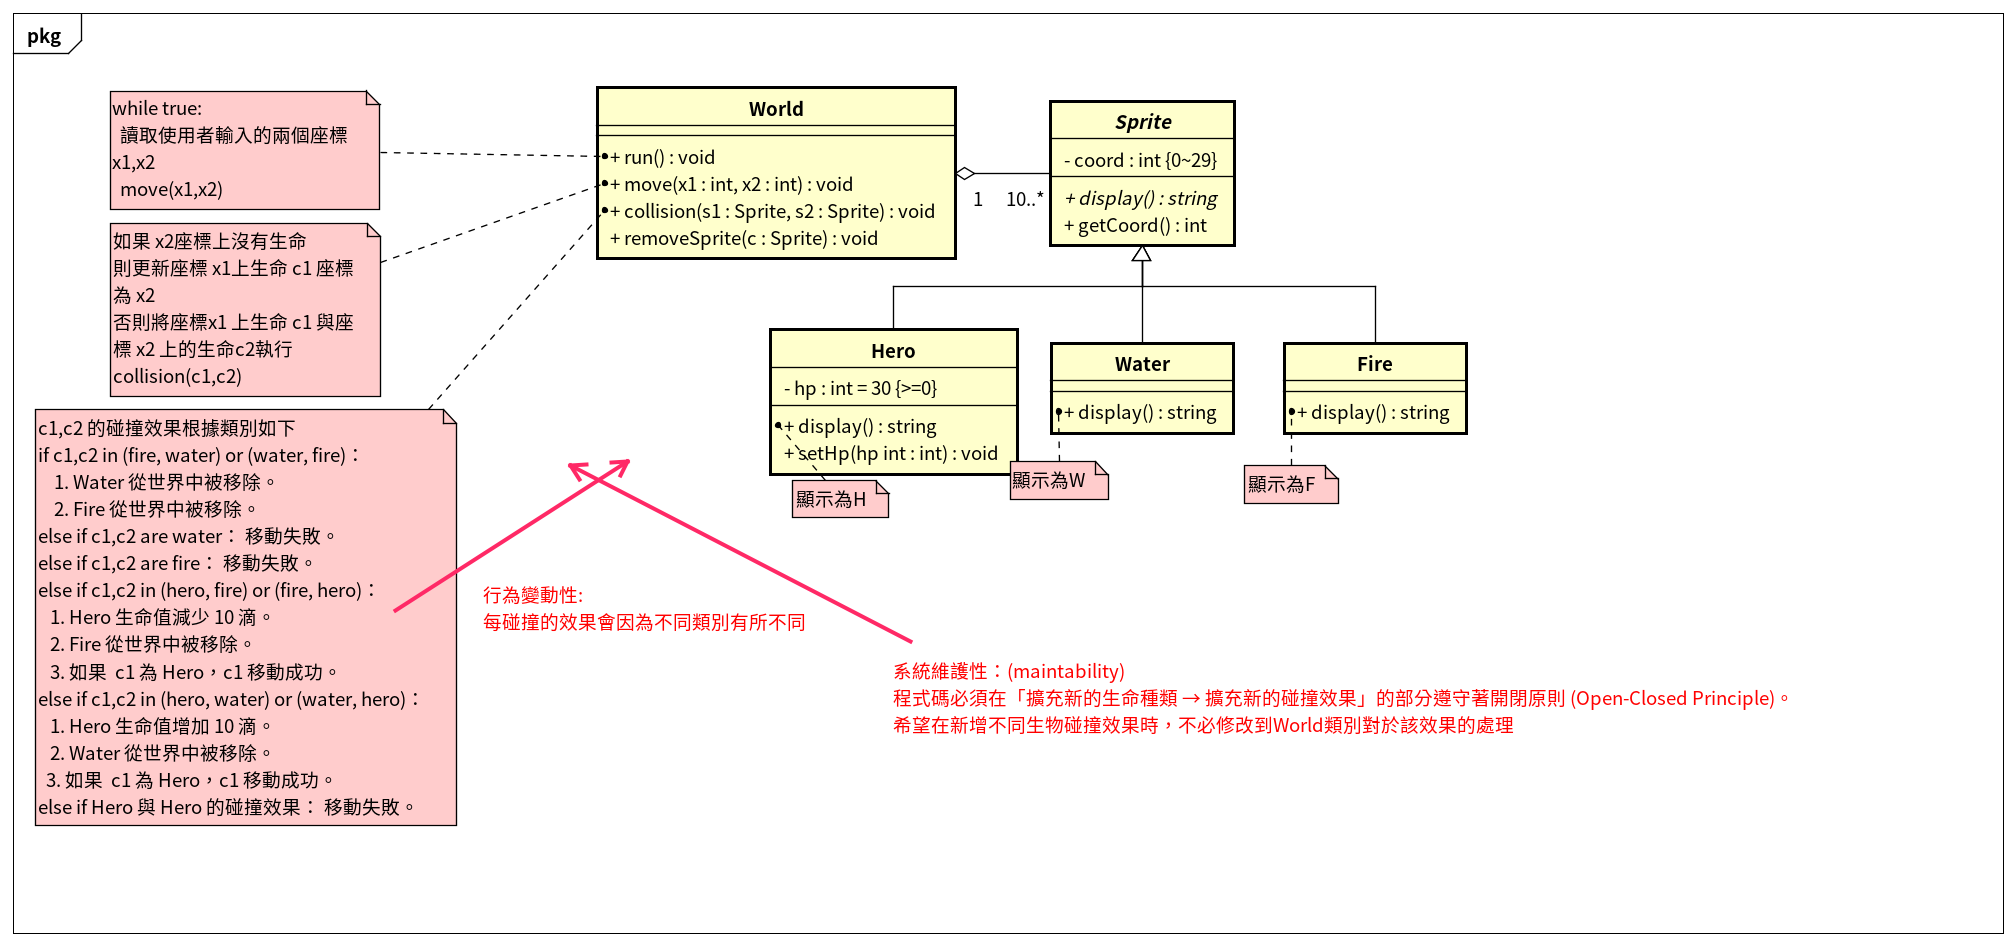 pkg
while true:
讀取使用者輸入的兩個座標
x1,x2
move(x1,x2)
如果 x2座標上沒有生命
則更新座標 x1上生命 c1 座標
為 x2
否則將座標x1 上生命 c1 與座
標 x2 上的生命c2執行
collision(c1,c2)
c1,c2 的碰撞效果根據類別如下
if c1,c2 in (fire, water) or (water, fire)：
1. Water 從世界中被移除。
2. Fire 從世界中被移除。
else if c1,c2 are water： 移動失敗。
else if c1,c2 are fire： 移動失敗。
else if c1,c2 in (hero, fire) or (fire, hero)：
1. Hero 生命值減少 10 滴。
2. Fire 從世界中被移除。
3. 如果  c1 為 Hero，c1 移動成功。
else if c1,c2 in (hero, water) or (water, hero)：
1. Hero 生命值增加 10 滴。
2. Water 從世界中被移除。
3. 如果  c1 為 Hero，c1 移動成功。
else if Hero 與 Hero 的碰撞效果： 移動失敗。
World
+ run() : void
+ move(x1 : int, x2 : int) : void
+ collision(s1 : Sprite, s2 : Sprite) : void
+ removeSprite(c : Sprite) : void
1
10..*
Sprite
- coord : int {0~29}
+ display() : string
+ getCoord() : int
Hero
- hp : int = 30 {>=0}
+ display() : string
+ setHp(hp int : int) : void
顯示為H
Water
+ display() : string
顯示為W
Fire
+ display() : string
顯示為F
行為變動性:
每碰撞的效果會因為不同類別有所不同
系統維護性：(maintability)
程式碼必須在「擴充新的生命種類 → 擴充新的碰撞效果」的部分遵守著開閉原則 (Open-Closed Principle)。
希望在新增不同生物碰撞效果時，不必修改到World類別對於該效果的處理